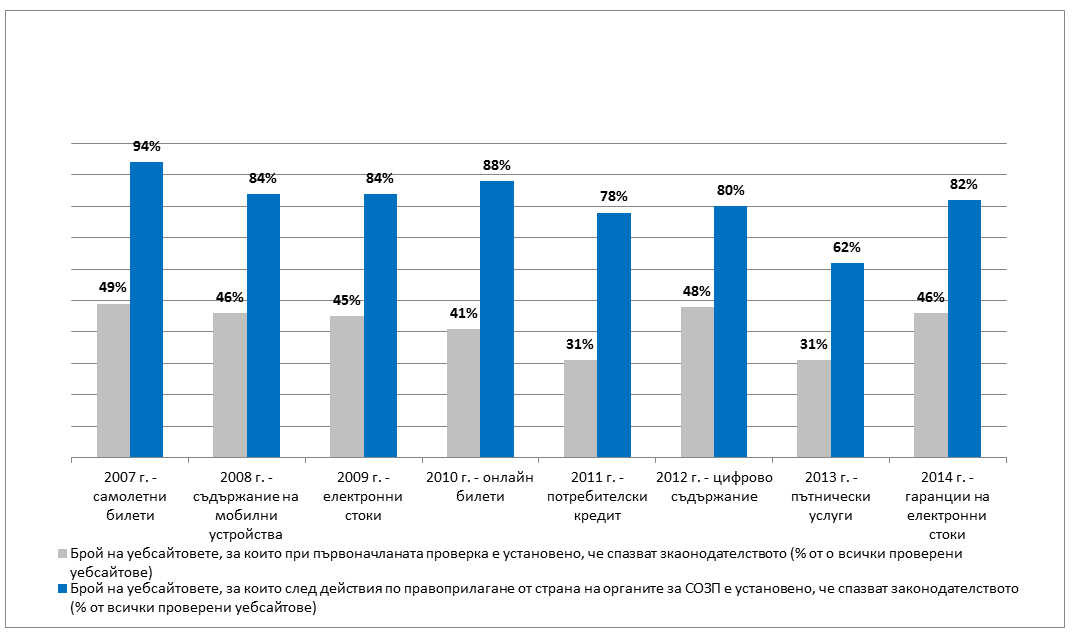 94%
84%
84%
88%
78%
80%
62%
82%
49%
46%
45%
41%
31%
48%
31%
46%
2007 г. -
самолетни
билети
2008 г. -
съдържание на
мобилни
устройства
2009 г. -
електронни
стоки
2010 г. - онлайн
билети
2011 г. -
потребителски
кредит
2012 г. - цифрово
съдържание
2013 г. -
пътнически
услуги
2014 г. -
гаранции на
електронни
стоки
Брой на уебсайтовете, за които при първоначланата проверка е установено, че спазват зкаонодателството (% от о всички проверени
уебсайтове)
Брой на уебсайтовете, за които след действия по правоприлагане от страна на органите за СОЗП е установено, че спазват законодателството
(% от всички проверени уебсайтове)